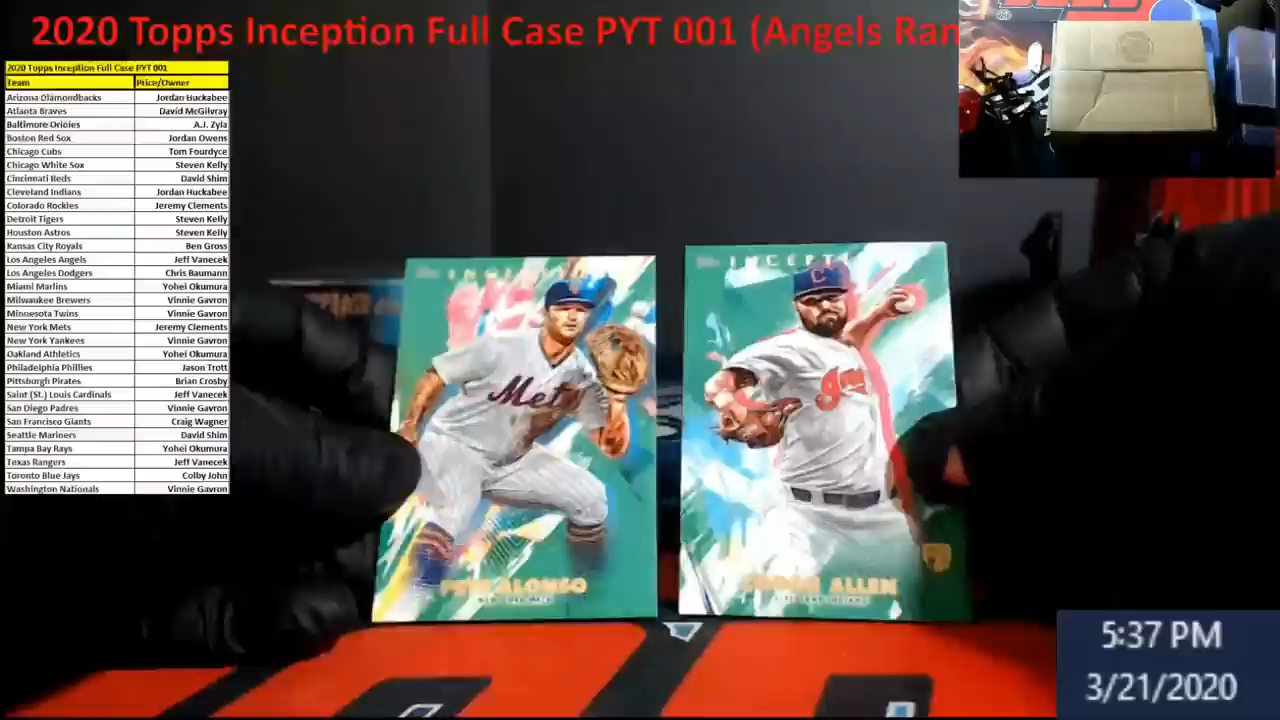 2020 Topps Inception Full Case PYT 001 (Angels Ran
2020 Topps Inception Full Case PYT 001
Team Price/Owner
Arizona Diamondbacks Jordan Huckabee
Atlanta Braves David McGilvray
Baltimore Orioles A.J. Zyla
Boston Red Sox Jordan Owens
Chicago Cubs Tom Fourdyce
Chicago White Sox Steven Kelly
Cincinnati Reds David Shim
Cleveland Indians Jordan Huckabee
Colorado Rockies Jeremy Clements
Detroit Tigers Steven Kelly
Houston Astros Steven Kelly
Kansas City Royals Ben Gross
Los Angeles Angels Jeff Vanecek
Los Angeles Dodgers Chris Baumann
Miami Marlins Yohei Okumura
Milwaukee Brewers Vinnie Gavron
Minnesota Twins Vinnie Gavron
New York Mets Jeremy Clements
New York Yankees Vinnie Gavron
Oakland Athletics Yohei Okumura
Philadelphia Phillies Jason Trott
Pittsburgh Pirates Brian Crosby
Saint (St.) Louis Cardinals Jeff Vanecek
San Diego Padres Vinnie Gavron
San Francisco Giants Craig Wagner
Seattle Mariners David Shim
Tampa Bay Rays Yohei Okumura
Texas Rangers Jeff Vanecek
Toronto Blue Jays Colby John
Washington Nationals Vinnie Gavron
INCEPTI
Mets
C
PETE ALONSO
NEW YORK METS
ALLEN
5:37 PM
3/21/2020